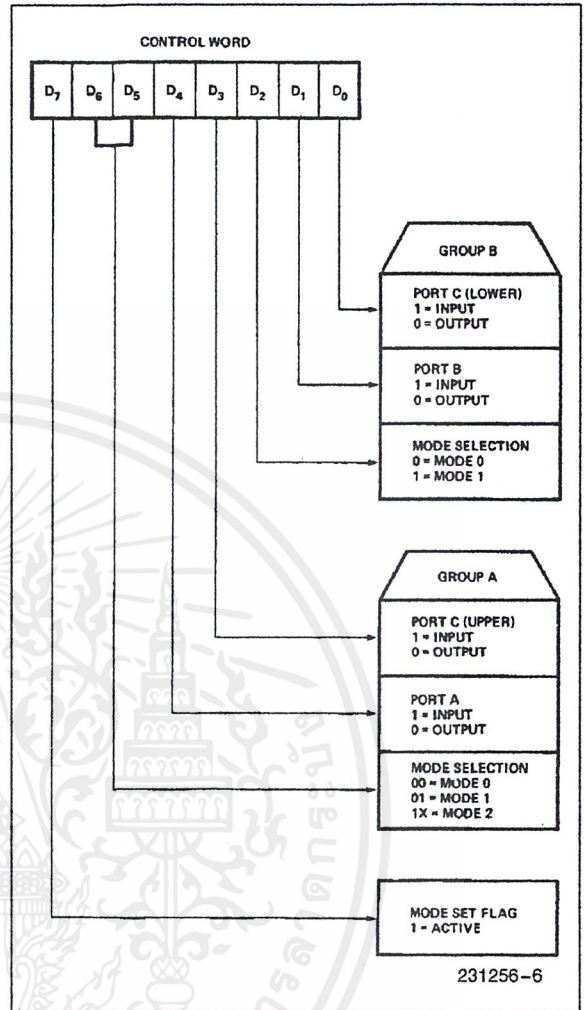 CONTROL WORD
D7 D6 D5 D4 D3 D2 D1 D0
GROUP B
PORT C (LOWER)
1 = INPUT
0 = OUTPUT
PORT B
1 = INPUT
0 = OUTPUT
MODE SELECTION
0 = MODE 0
1 = MODE 1
GROUP A
PORT C (UPPER)
1 = INPUT
0 = OUTPUT
PORT A
1 = INPUT
0 = OUTPUT
MODE SELECTION
00 = MODE 0
01 = MODE 1
1X = MODE 2
MODE SET FLAG
1 = ACTIVE
231256-6